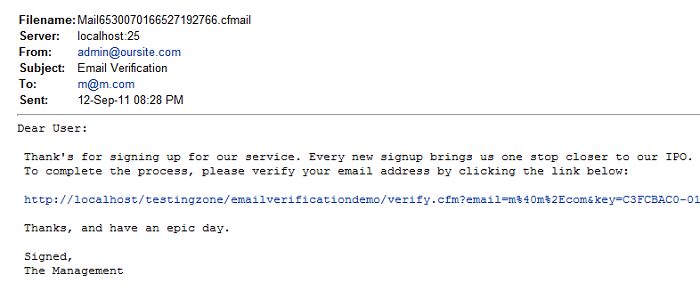 Filename: Mail6530070166527192766.cfmail
Server: localhost:25
From: admin@oursite.com
Subject: Email Verification
To: m@m.com
Sent: 12-Sep-11 08:28 PM
Dear User:
Thank's for signing up for our service. Every new signup brings us one stop closer to our IPO.
To complete the process, please verify your email address by clicking the link below:
http://localhost/testingzone/emailverificationdemo/verify.cfm?email=m%40m%2Ecom&key=C3FCBAC0-01
Thanks, and have an epic day.
Signed,
The Management